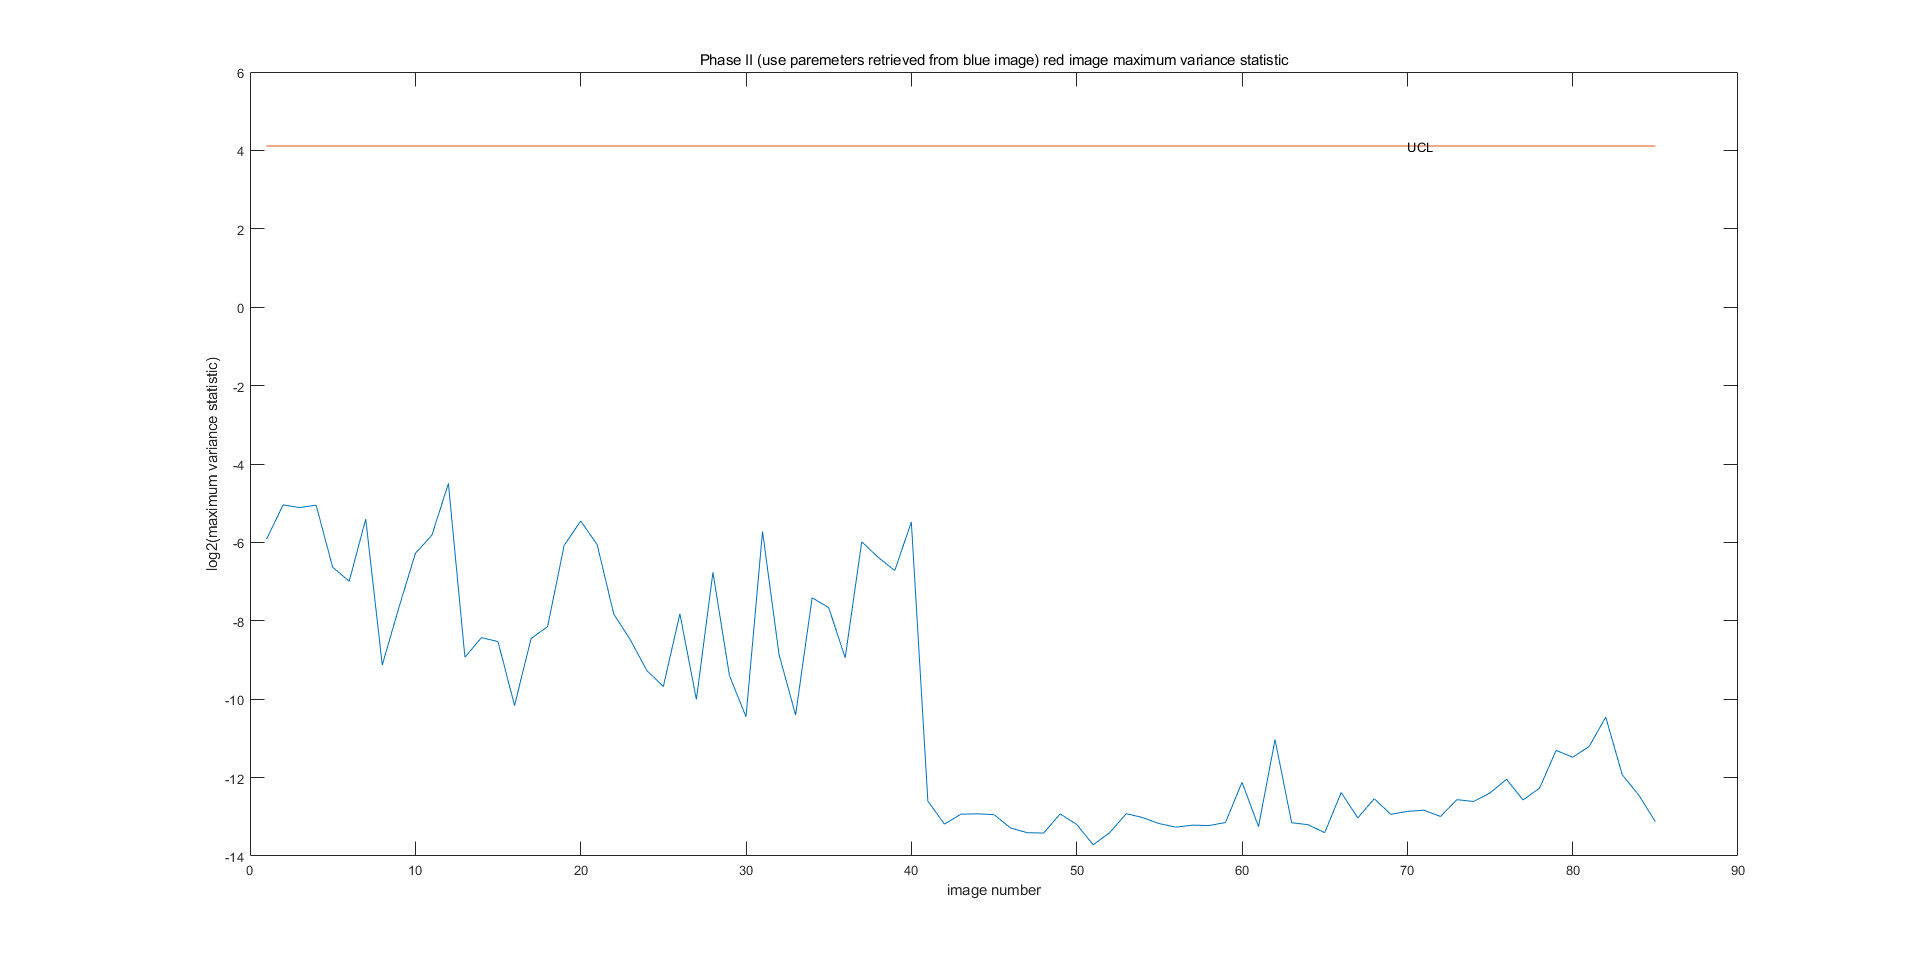 Phase II (use paremeters retrieved from blue image) red image maximum variance statistic
6
4
2
0
-2
-4
-6
-8
-10
-12
-14
UCL
log2(maximum variance statistic)
0 10 20 30 40 50 60 70 80 90
image number